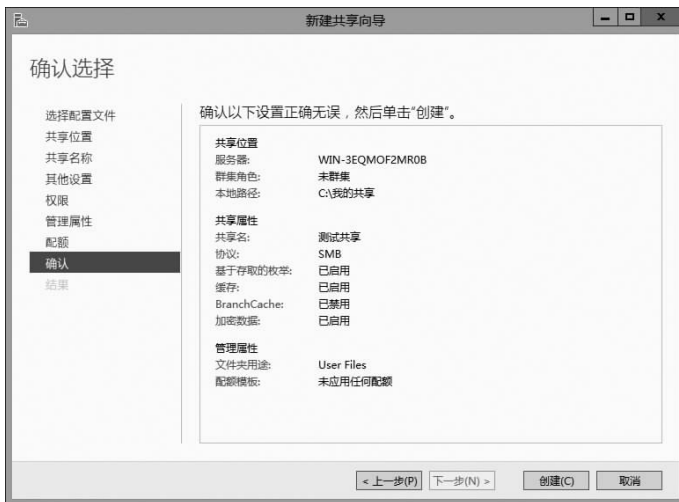 新建共享向导
确认选择
选择配置文件
共享位置
共享名称
其他设置
权限
管理属性
配额
确认
结果
确认以下设置正确无误，然后单击“创建”。
共享位置
服务器: WIN-3EQMOF2MR0B
群集角色: 未群集
本地路径: C:\我的共享
共享属性
共享名: 测试共享
协议: SMB
基于存取的枚举: 已启用
缓存: 已启用
BranchCache: 已禁用
加密数据: 已启用
管理属性
文件夹用途: User Files
配额模板: 未应用任何配额
< 上一步(P) 下一步(N) > 创建(C) 取消